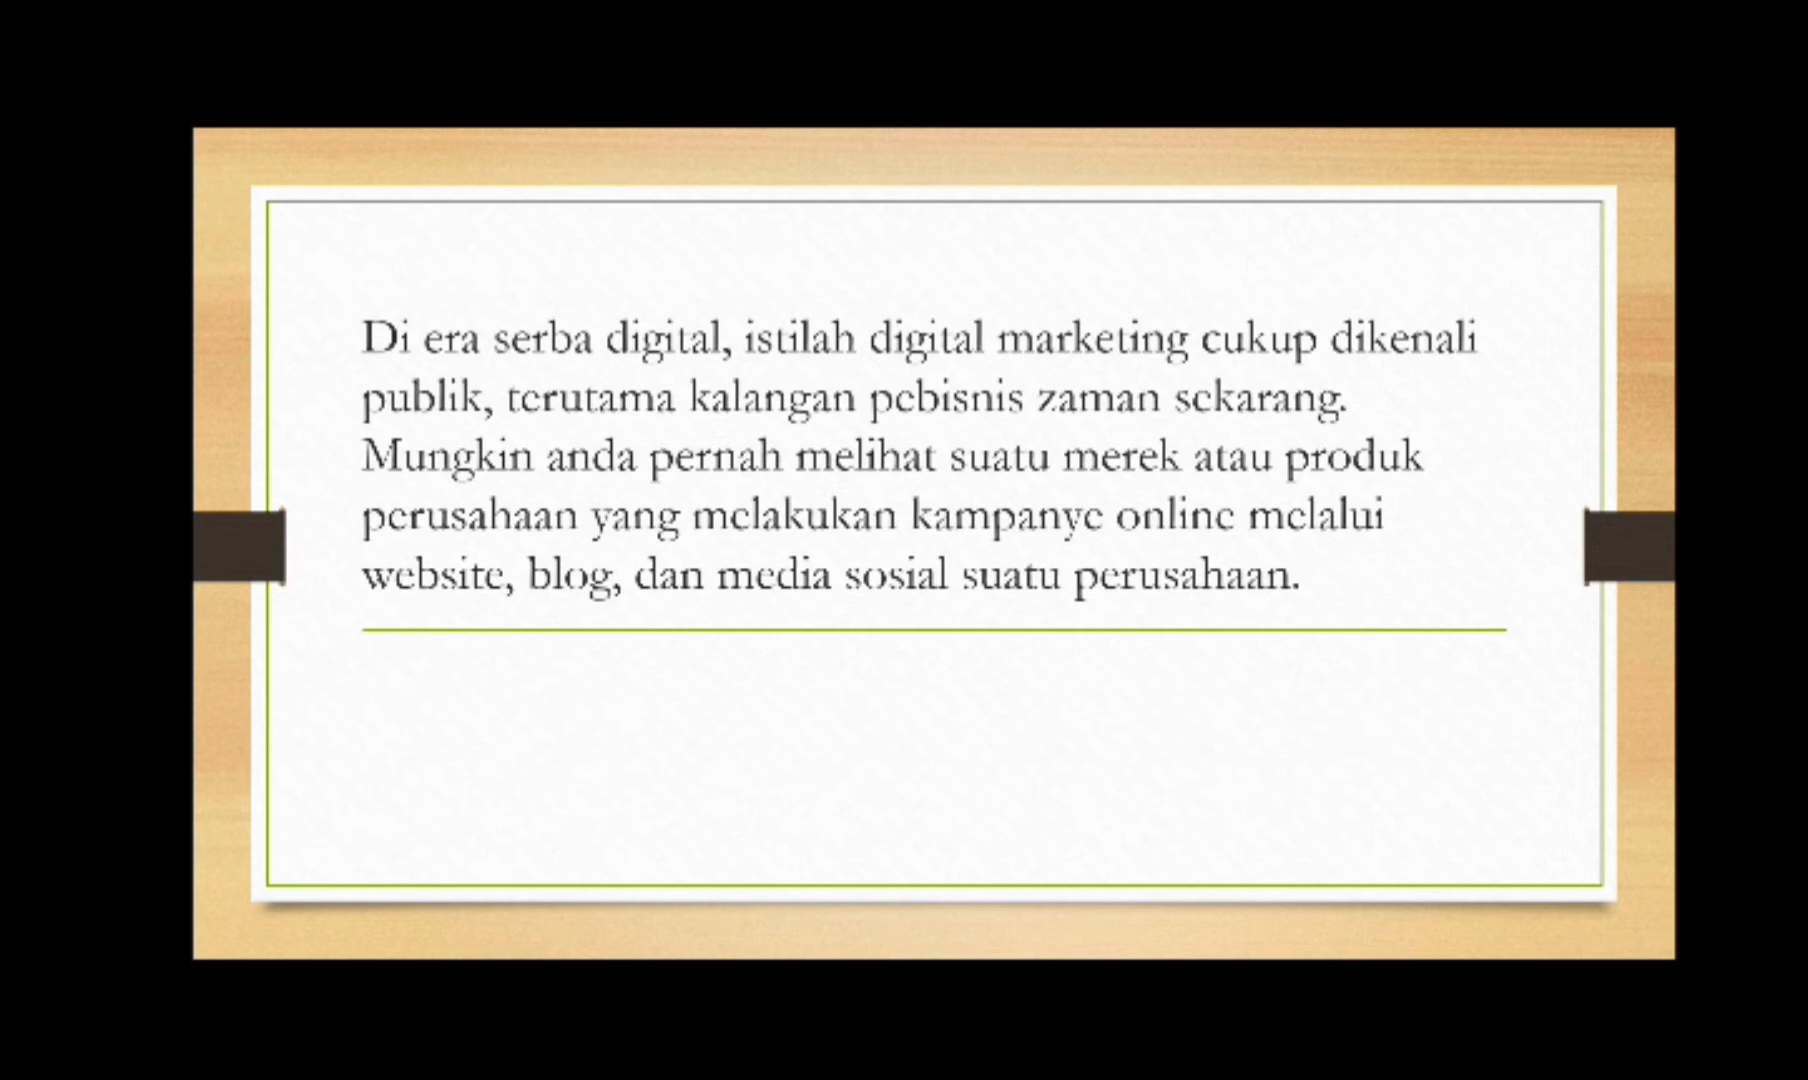 Di era serba digital, istilah digital marketing cukup dikenali
publik, terutama kalangan pebisnis zaman sekarang.
Mungkin anda pernah melihat suatu merek atau produk
perusahaan yang melakukan kampanye online melalui
website, blog, dan media sosial suatu perusahaan.